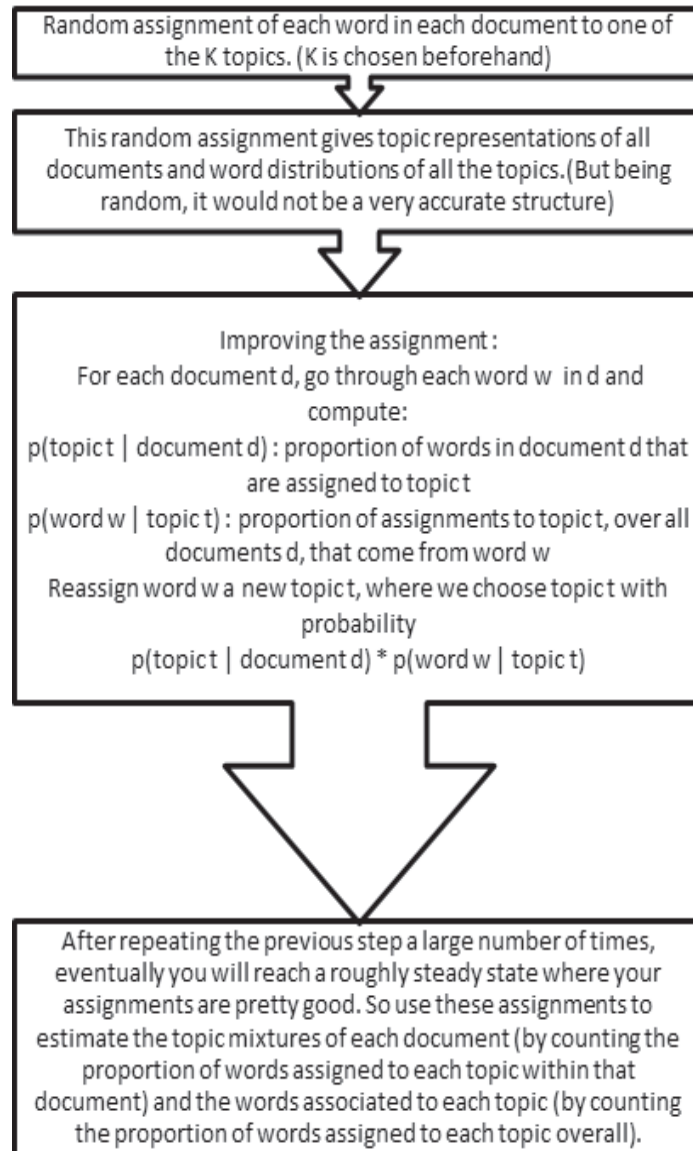 Random assignment of each word in each document to one of
the K topics. (K is chosen beforehand)
This random assignment gives topic representations of all
documents and word distributions of all the topics.(But being
random, it would not be a very accurate structure)
Improving the assignment :
For each document d, go through each word w in d and
compute:
p(topic t | document d) : proportion of words in document d that
are assigned to topic t
p(word w | topic t) : proportion of assignments to topic t, over all
documents d, that come from word w
Reassign word w a new topic t, where we choose topic t with
probability
p(topic t | document d) * p(word w | topic t)
After repeating the previous step a large number of times,
eventually you will reach a roughly steady state where your
assignments are pretty good. So use these assignments to
estimate the topic mixtures of each document (by counting the
proportion of words assigned to each topic within that
document) and the words associated to each topic (by counting
the proportion of words assigned to each topic overall).